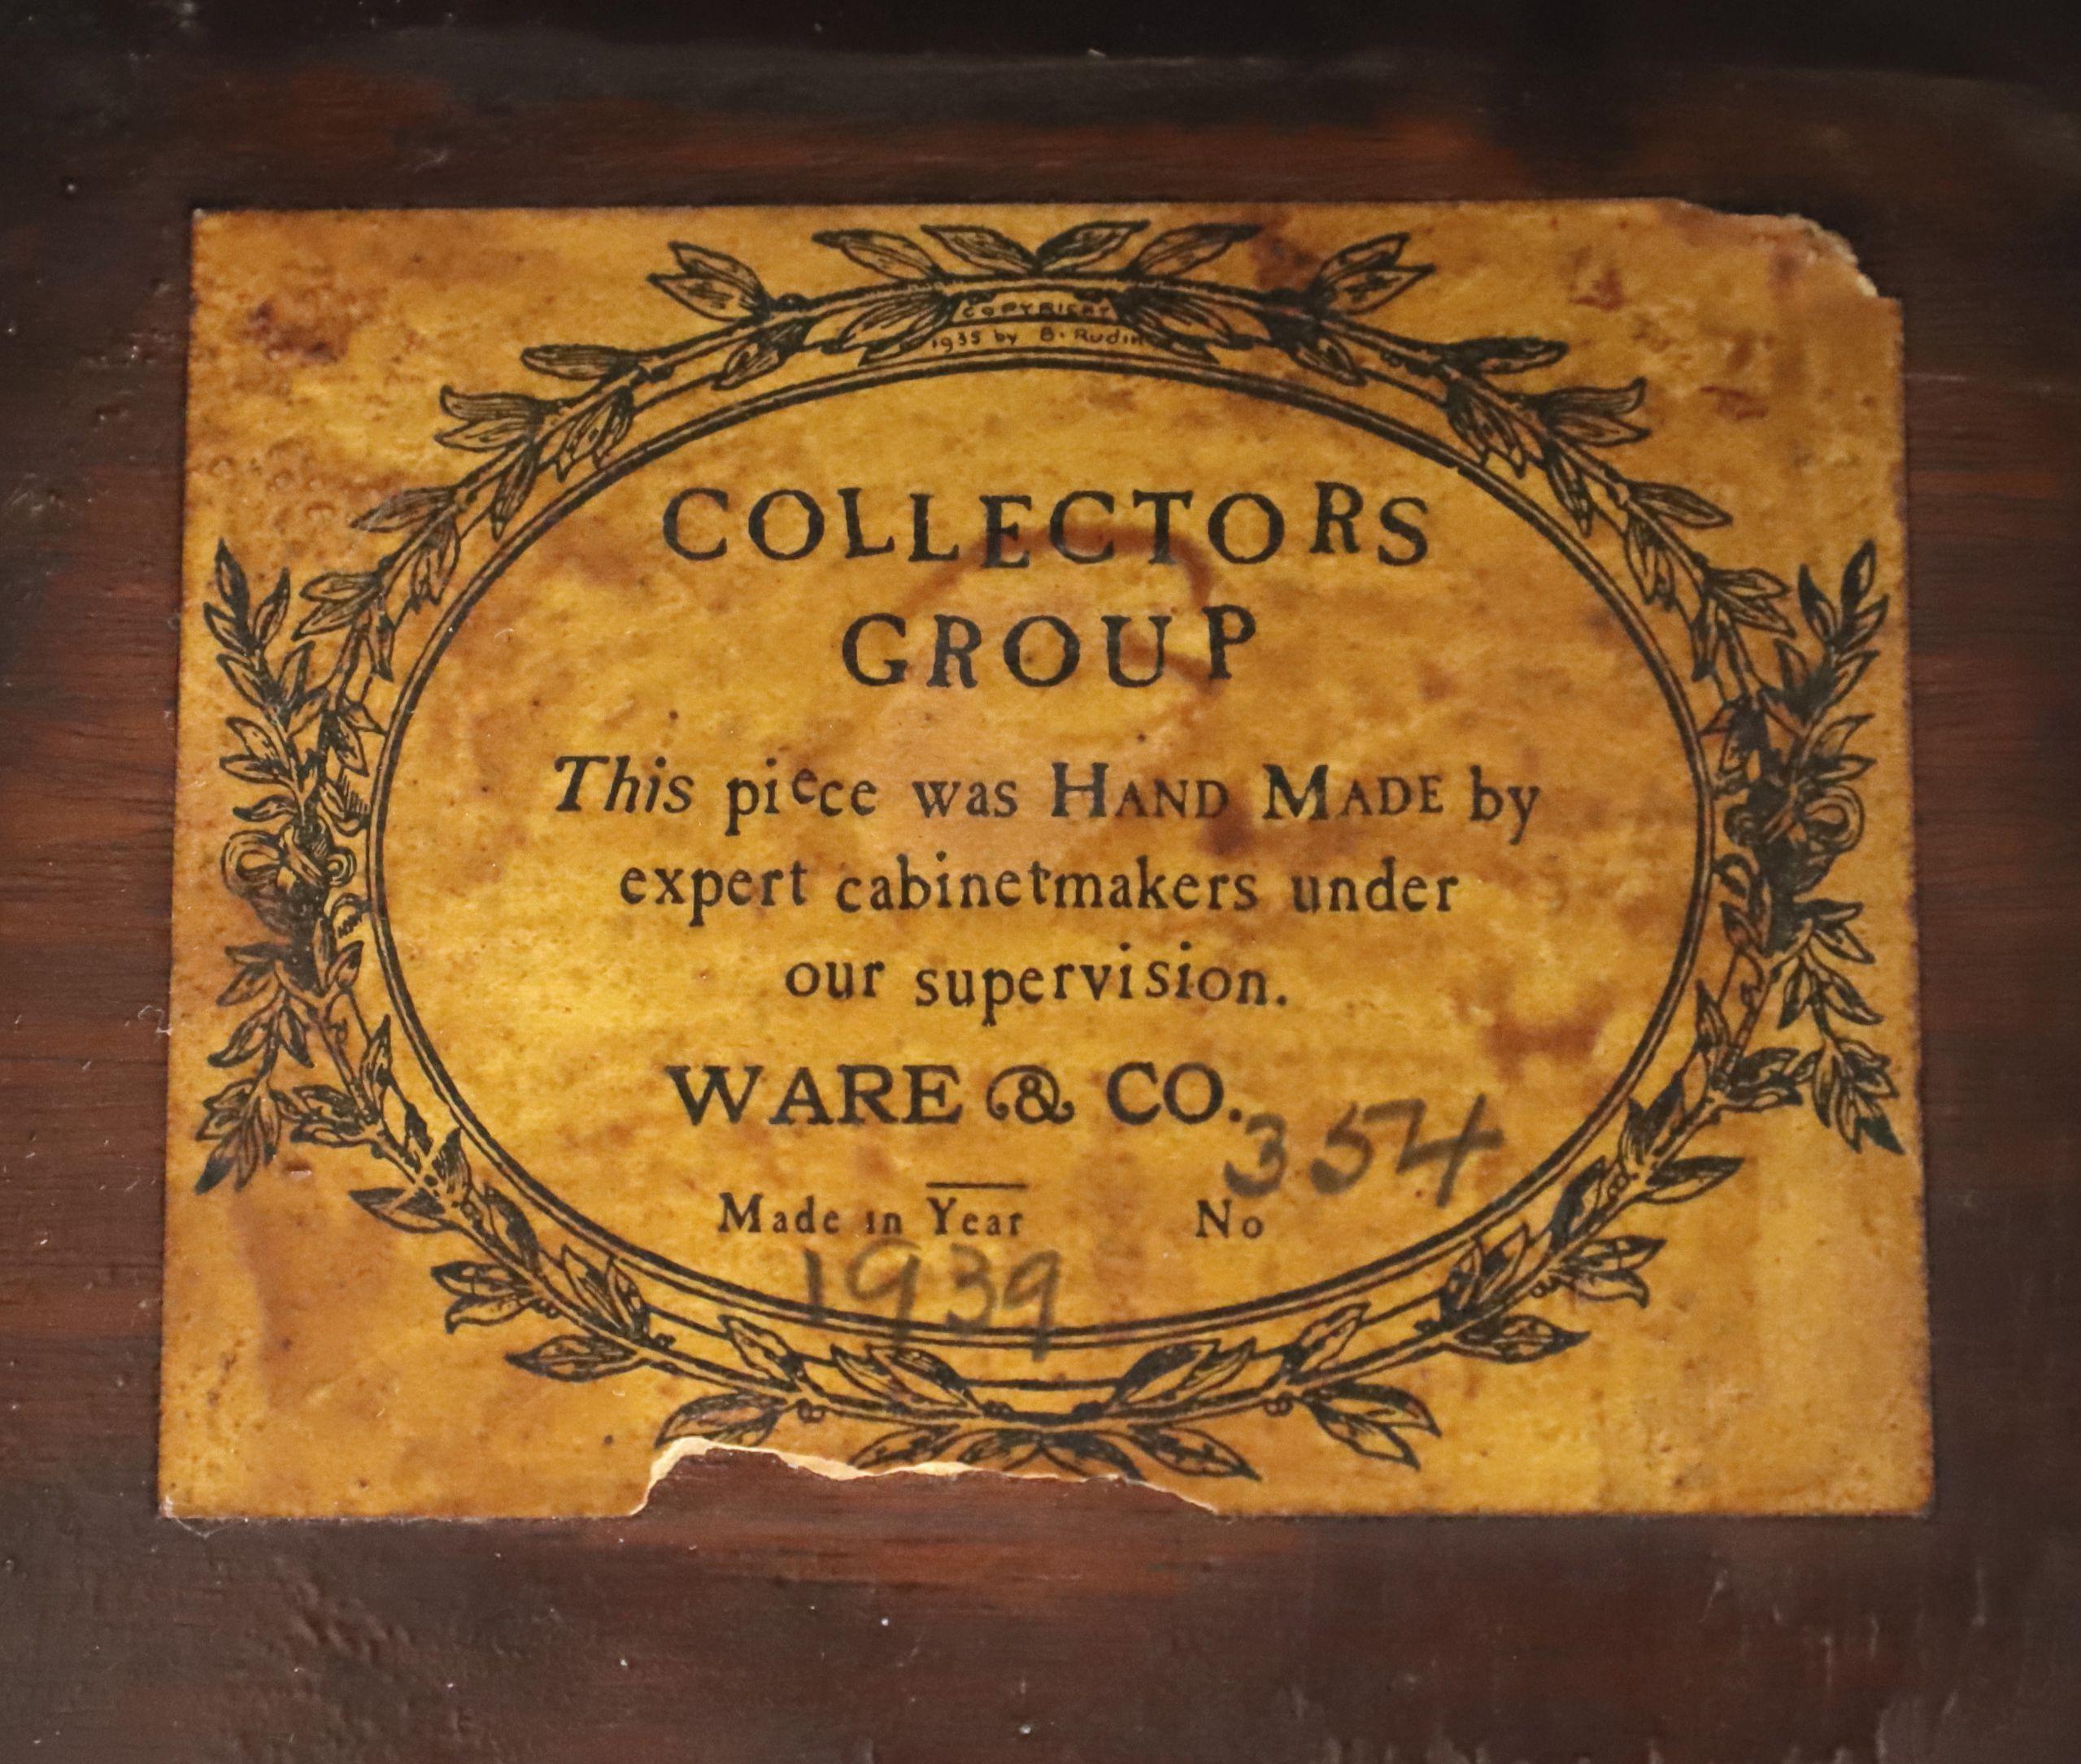 COPYRIGHT
1935 by B. Rudin
COLLECTORS
GROUP
This piece was HAND MADE by
expert cabinetmakers under
our supervision.
WARE & CO.
Made in Year 1939 No 354